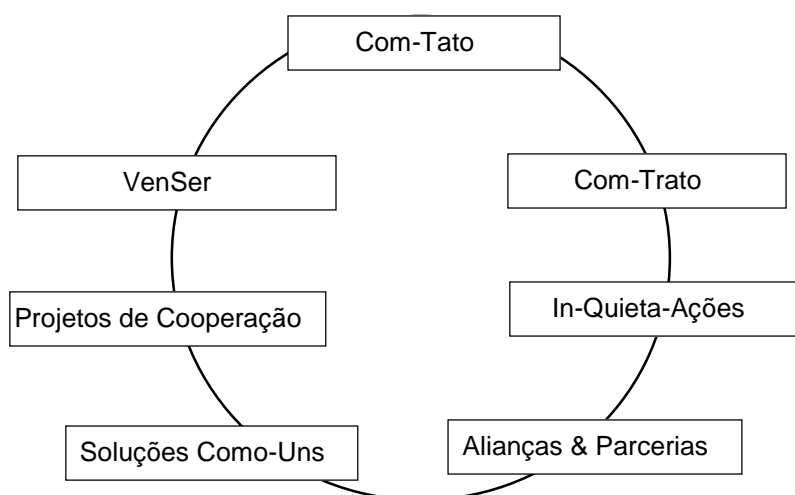 Com-Tato
VenSer
Com-Trato
Projetos de Cooperação
In-Quieta-Ações
Soluções Como-Uns
Alianças & Parcerias